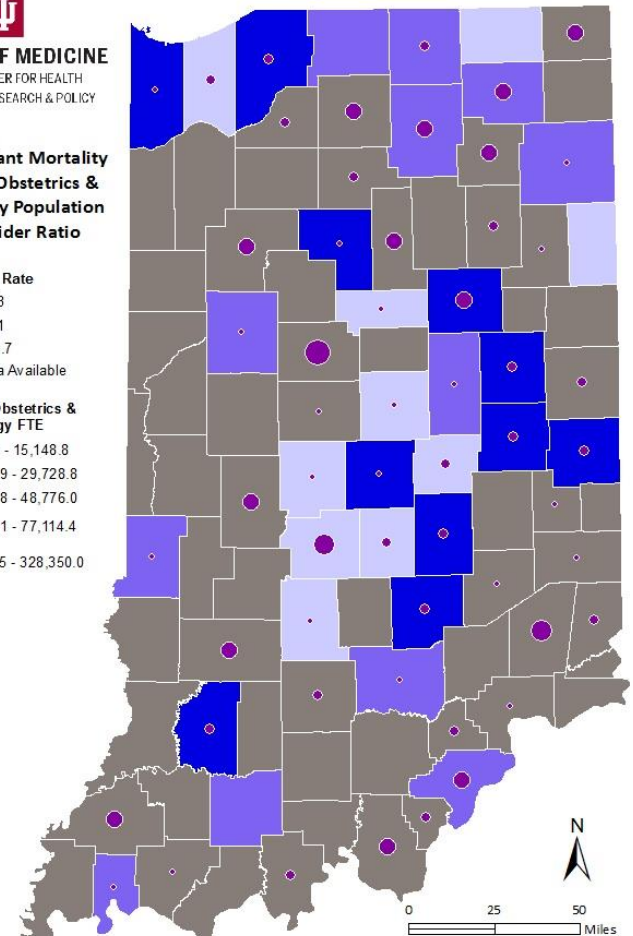 F MEDICINE
ER FOR HEALTH
SEARCH & POLICY
ant Mortality
Obstetrics &
y Population
ider Ratio
Rate
3
1
.7
a Available
Obstetrics &
gy FTE
- 15,148.8
9 - 29,728.8
8 - 48,776.0
1 - 77,114.4
5 - 328,350.0
N
0 25 50
Miles